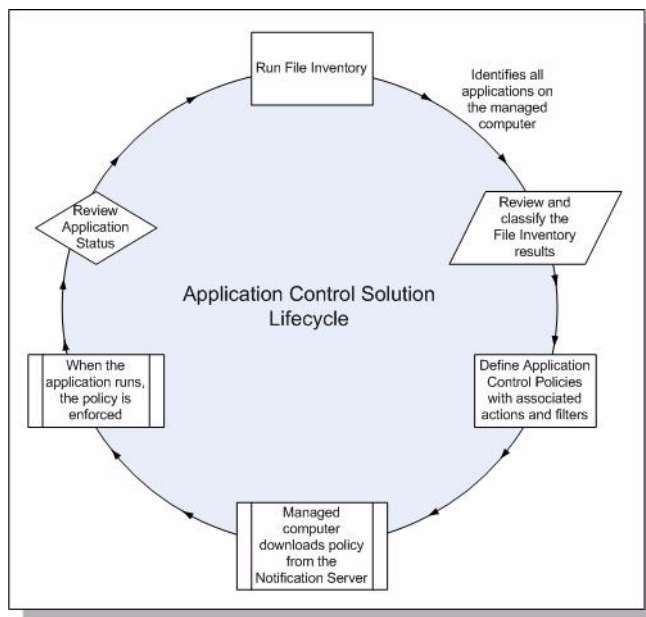 Run File Inventory
Identifies all
applications on
the managed
computer
Review and
classify the
File Inventory
results
Define Application
Control Policies
with associated
actions and filters
Managed
computer
downloads policy
from the
Notification Server
When the
application runs,
the policy is
enforced
Review
Application
Status
Application Control Solution
Lifecycle